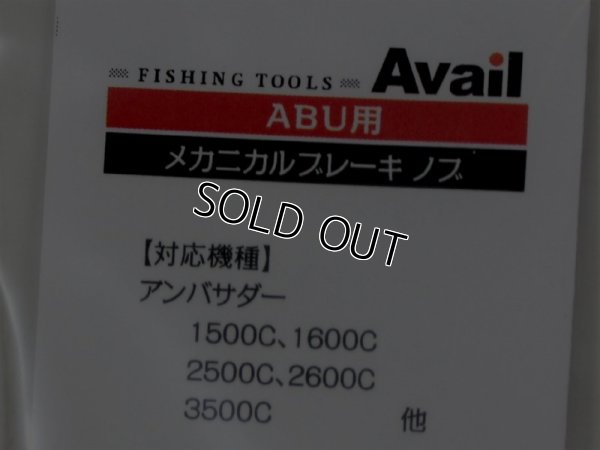 FISHING TOOLS Avail
ABU用
メカニカルブレーキ ノブ
SOLD OUT
【対応機種】
アンバサダー
1500C、1600C
2500C、2600C
3500C 他